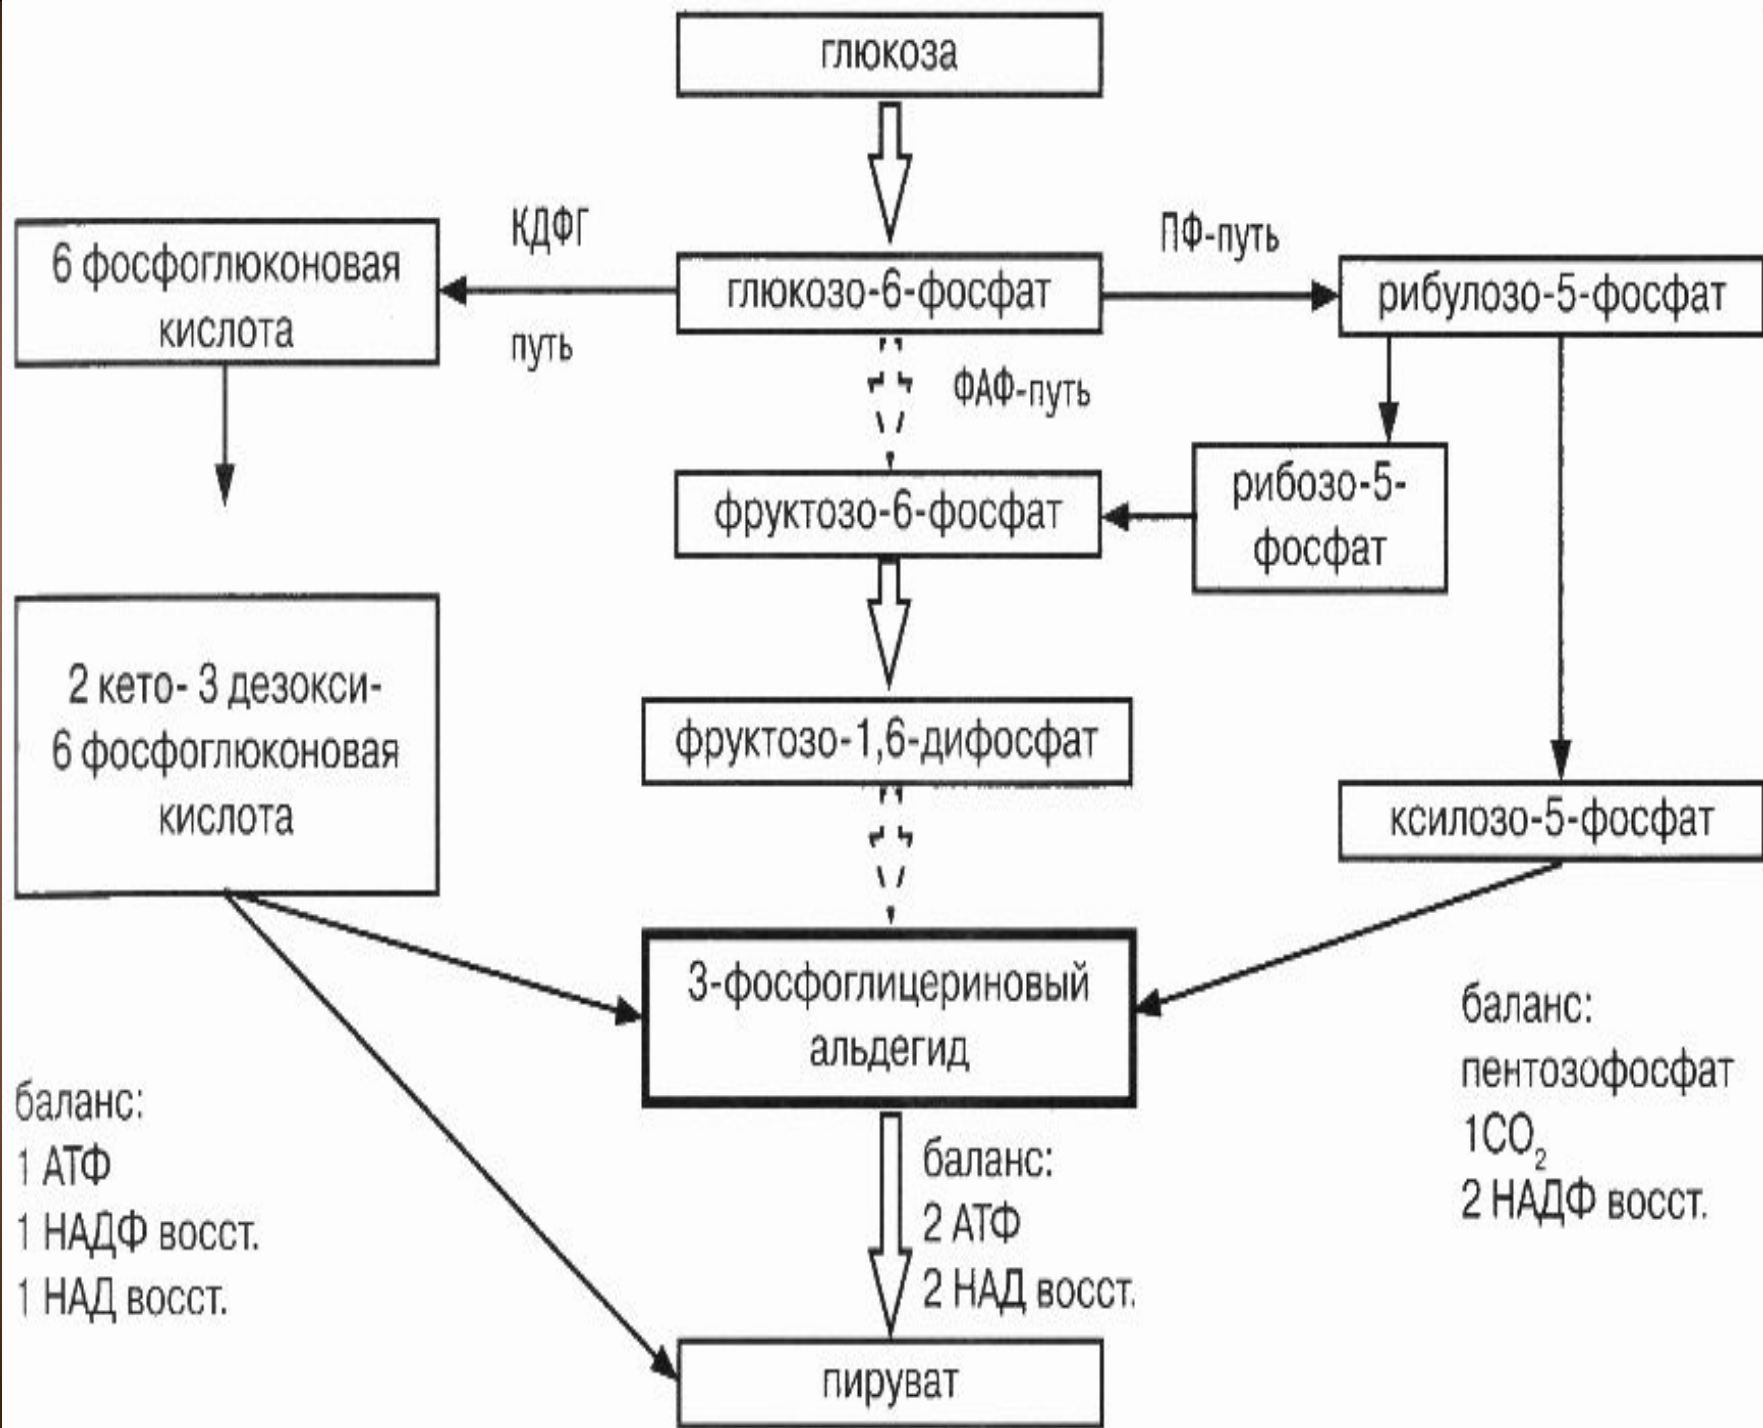 глюкоза
КДФГ
путь
ПФ-путь
6 фосфоглюконовая
кислота
глюкозо-6-фосфат
рибулозо-5-фосфат
ФАФ-путь
фруктозо-6-фосфат
рибозо-5-
фосфат
2 кето- 3 дезокси-
6 фосфоглюконовая
кислота
фруктозо-1,6-дифосфат
ксилозо-5-фосфат
3-фосфоглицериновый
альдегид
баланс:
1 АТФ
1 НАДФ восст.
1 НАД восст.
баланс:
2 АТФ
2 НАД восст.
баланс:
пентозофосфат
1CO₂
2 НАДФ восст.
пируват